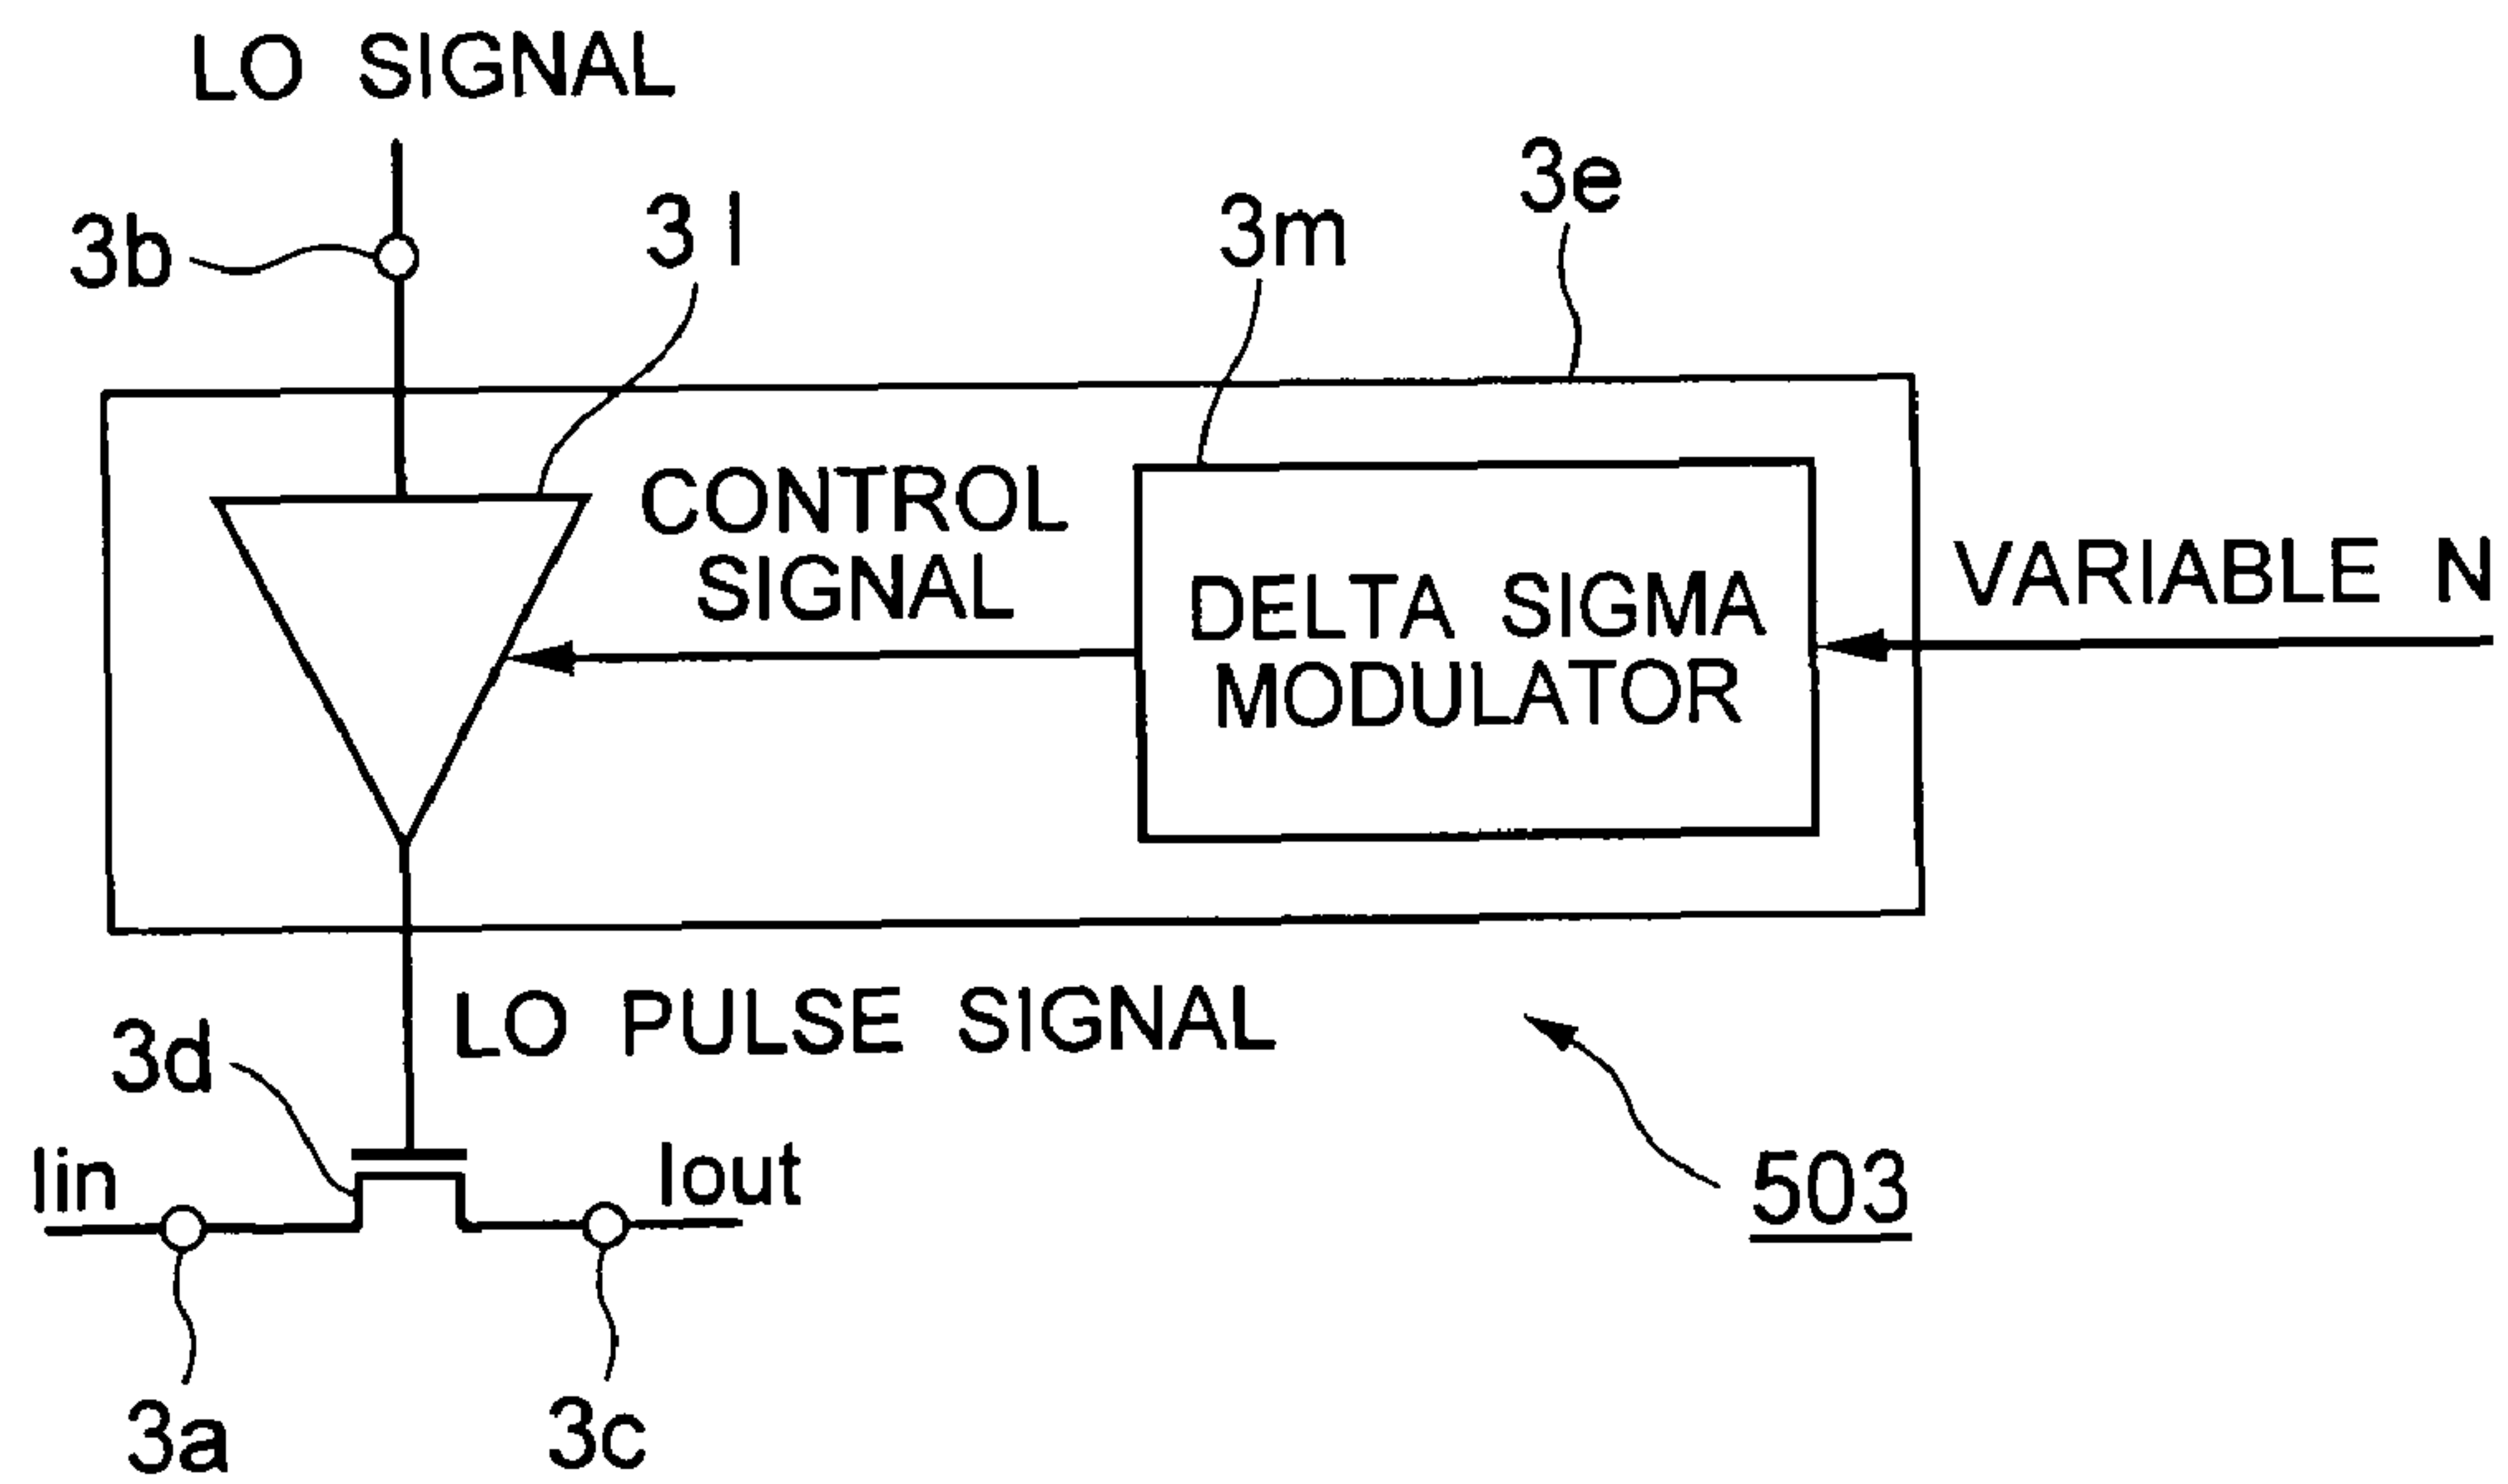 LO SIGNAL
3b
3l
3m
3e
CONTROL
SIGNAL
DELTA SIGMA
MODULATOR
VARIABLE N
LO PULSE SIGNAL
3d
Iin
Iout
503
3a
3c